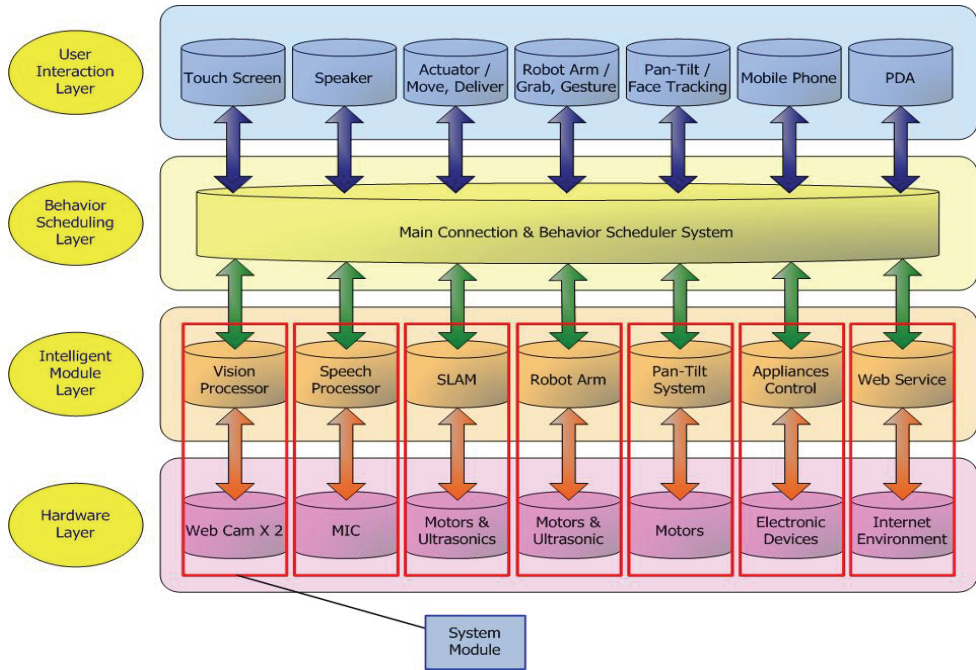 User
Interaction
Layer
Touch Screen
Speaker
Actuator /
Move, Deliver
Robot Arm /
Grab, Gesture
Pan-Tilt /
Face Tracking
Mobile Phone
PDA
Behavior
Scheduling
Layer
Main Connection & Behavior Scheduler System
Intelligent
Module
Layer
Vision
Processor
Speech
Processor
SLAM
Robot Arm
Pan-Tilt
System
Appliances
Control
Web Service
Hardware
Layer
Web Cam X 2
MIC
Motors &
Ultrasonics
Motors &
Ultrasonic
Motors
Electronic
Devices
Internet
Environment
System
Module